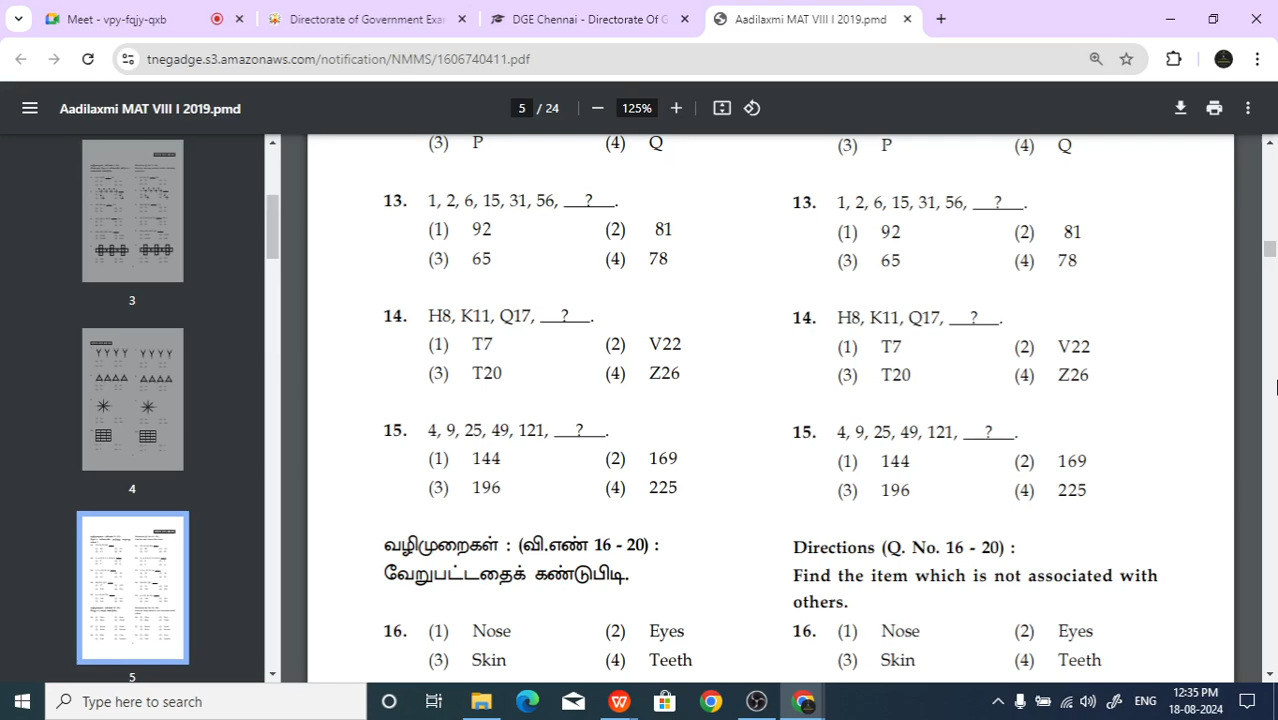 Meet - vpy-fqjy-qxb
Directorate of Government Exa
DGE Chennai - Directorate Of G
Aadilaxmi MAT VIII I 2019.pmd
tnegadge.s3.amazonaws.com/notification/NMMS/1606740411.pdf
Aadilaxmi MAT VIII I 2019.pmd
5 / 24
125%
3
4
5
(3) P (4) Q
13. 1, 2, 6, 15, 31, 56, ? .
(1) 92 (2) 81
(3) 65 (4) 78
14. H8, K11, Q17, ? .
(1) T7 (2) V22
(3) T20 (4) Z26
15. 4, 9, 25, 49, 121, ? .
(1) 144 (2) 169
(3) 196 (4) 225
வழிமுறைகள் : (வி.எண் 16 - 20) :
வேறுபட்டதைக் கண்டுபிடி.
16. (1) Nose (2) Eyes
(3) Skin (4) Teeth
(3) P (4) Q
13. 1, 2, 6, 15, 31, 56, ? .
(1) 92 (2) 81
(3) 65 (4) 78
14. H8, K11, Q17, ? .
(1) T7 (2) V22
(3) T20 (4) Z26
15. 4, 9, 25, 49, 121, ? .
(1) 144 (2) 169
(3) 196 (4) 225
Directions (Q. No. 16 - 20) :
Find the item which is not associated with
others.
16. (1) Nose (2) Eyes
(3) Skin (4) Teeth
Type here to search
ENG
12:35 PM
18-08-2024